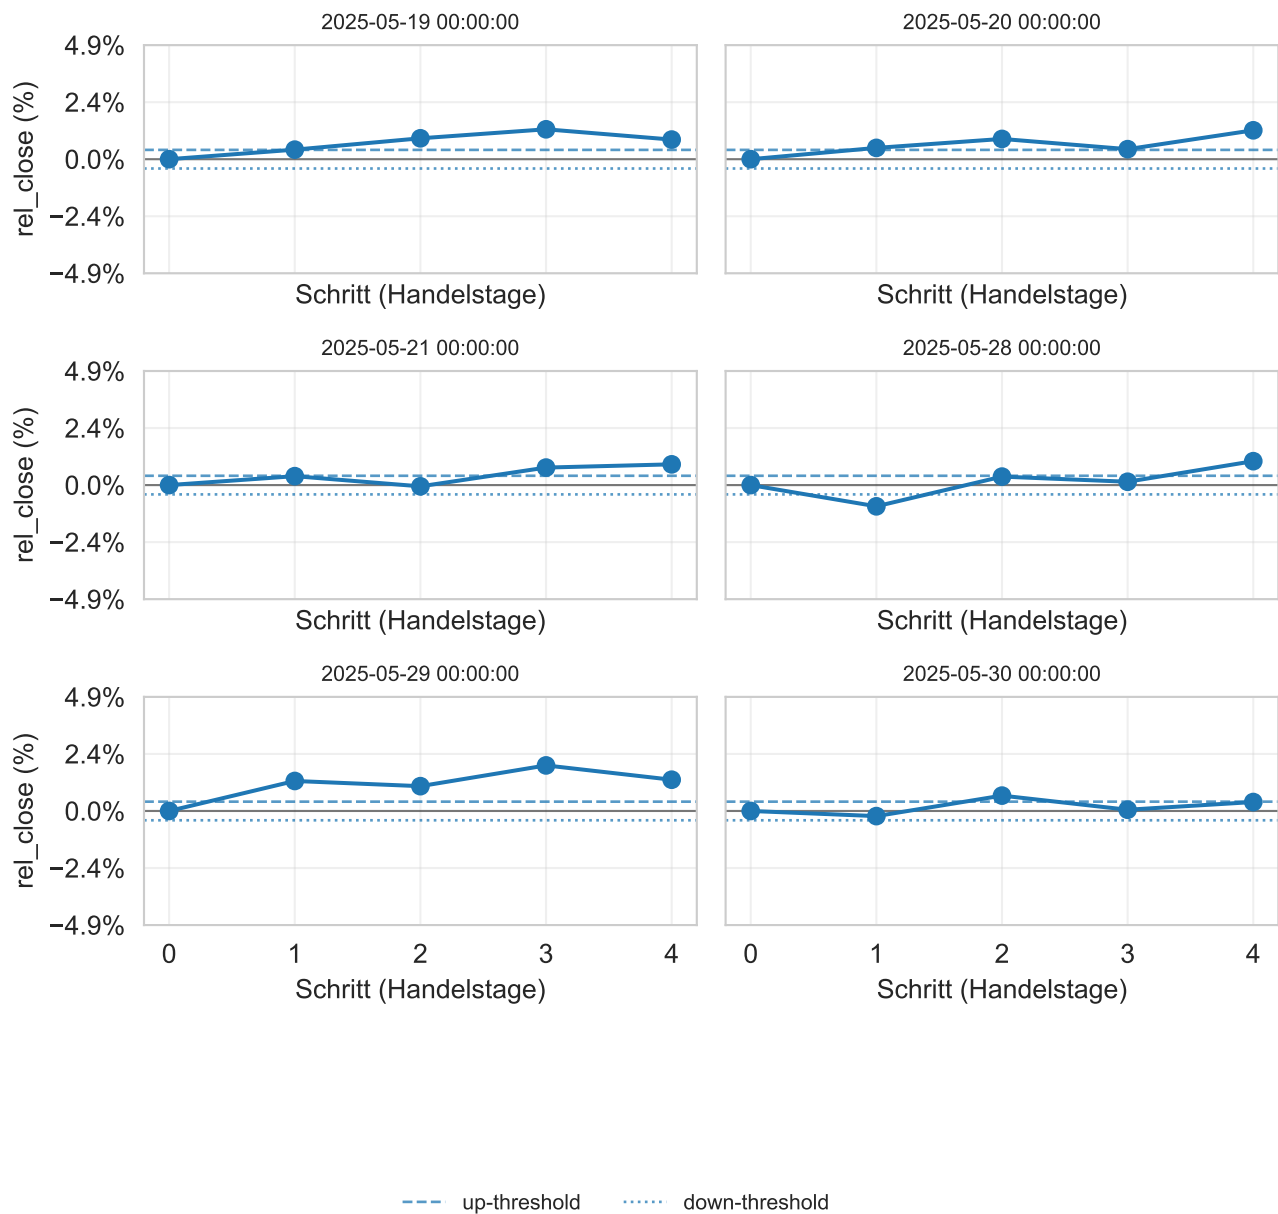 2025-05-19 00:00:00
2025-05-20 00:00:00
4.9%
2.4%
0.0%
−2.4%
−4.9%
rel_close (%)
Schritt (Handelstage)
Schritt (Handelstage)
2025-05-21 00:00:00
2025-05-28 00:00:00
4.9%
2.4%
0.0%
−2.4%
−4.9%
rel_close (%)
Schritt (Handelstage)
Schritt (Handelstage)
2025-05-29 00:00:00
2025-05-30 00:00:00
4.9%
2.4%
0.0%
−2.4%
−4.9%
rel_close (%)
0 1 2 3 4
0 1 2 3 4
Schritt (Handelstage)
Schritt (Handelstage)
up-threshold
down-threshold